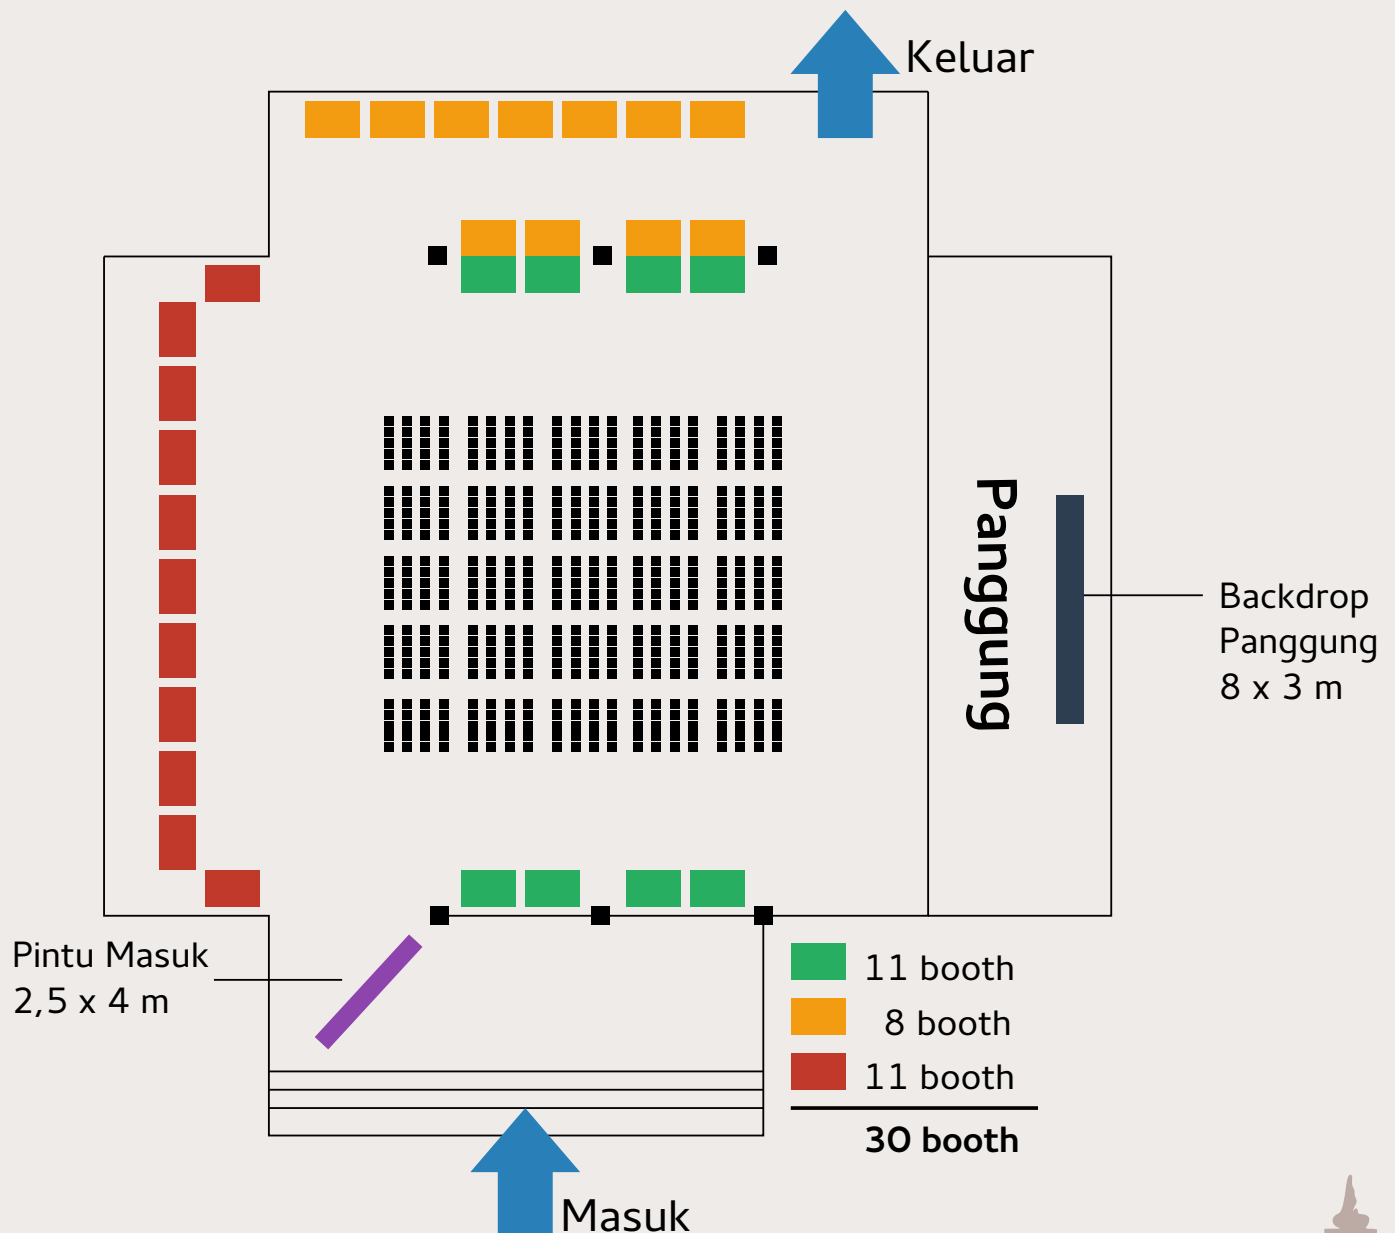 Keluar
Panggung
Backdrop
Panggung
8 x 3 m
Pintu Masuk
2,5 x 4 m
11 booth
8 booth
11 booth
30 booth
Masuk